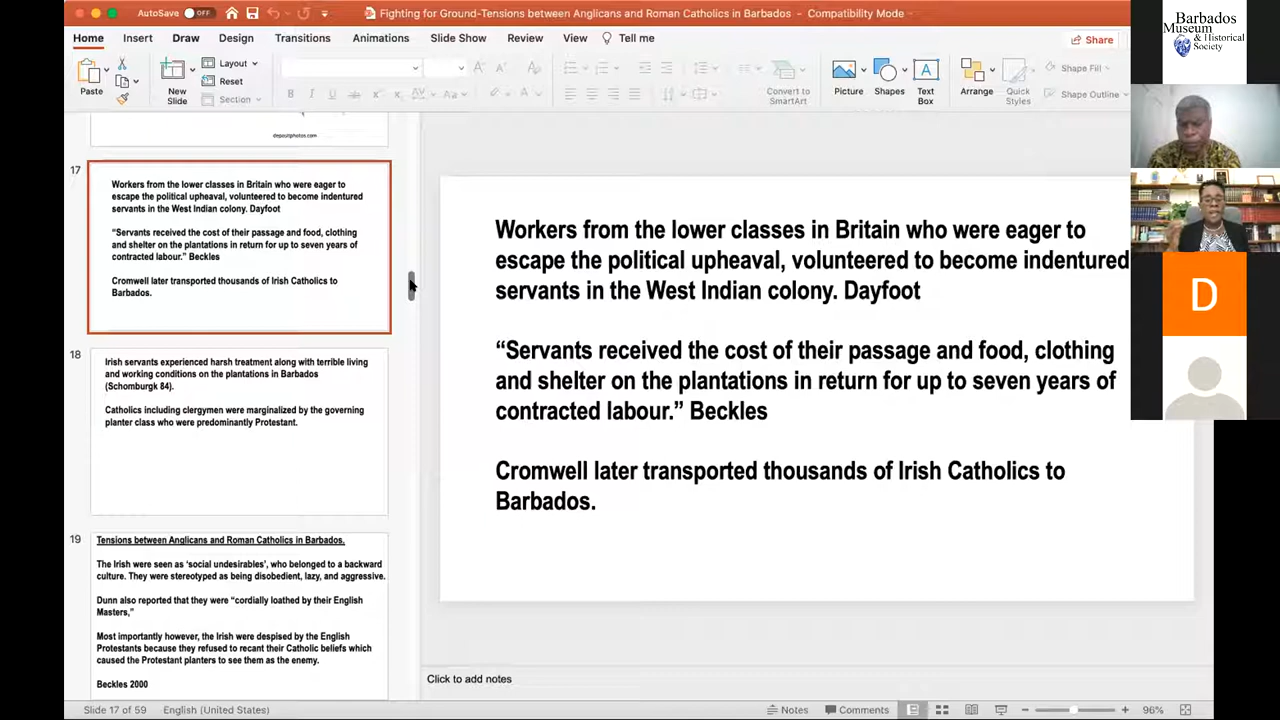 AutoSave OFF
Fighting for Ground-Tensions between Anglicans and Roman Catholics in Barbados - Compatibility Mode
Home Insert Draw Design Transitions Animations Slide Show Review View Tell me
Share
Paste
New
Slide
Layout
Reset
Section
Convert to
SmartArt
Picture
Shapes
Text
Box
Arrange
Quick
Styles
Shape Fill
Shape Outline
Barbados
Museum
& Historical
Society
depositphotos.com
17
Workers from the lower classes in Britain who were eager to
escape the political upheaval, volunteered to become indentured
servants in the West Indian colony. Dayfoot
“Servants received the cost of their passage and food, clothing
and shelter on the plantations in return for up to seven years of
contracted labour.” Beckles
Cromwell later transported thousands of Irish Catholics to
Barbados.
18
Irish servants experienced harsh treatment along with terrible living
and working conditions on the plantations in Barbados
(Schomburgk 84).
Catholics including clergymen were marginalized by the governing
planter class who were predominantly Protestant.
19
Tensions between Anglicans and Roman Catholics in Barbados.
The Irish were seen as ‘social undesirables’, who belonged to a backward
culture. They were stereotyped as being disobedient, lazy, and aggressive.
Dunn also reported that they were “cordially loathed by their English
Masters,”
Most importantly however, the Irish were despised by the English
Protestants because they refused to recant their Catholic beliefs which
caused the Protestant planters to see them as the enemy.
Beckles 2000
Workers from the lower classes in Britain who were eager to
escape the political upheaval, volunteered to become indentured
servants in the West Indian colony. Dayfoot
“Servants received the cost of their passage and food, clothing
and shelter on the plantations in return for up to seven years of
contracted labour.” Beckles
Cromwell later transported thousands of Irish Catholics to
Barbados.
D
Click to add notes
Slide 17 of 59 English (United States) Notes Comments 96%